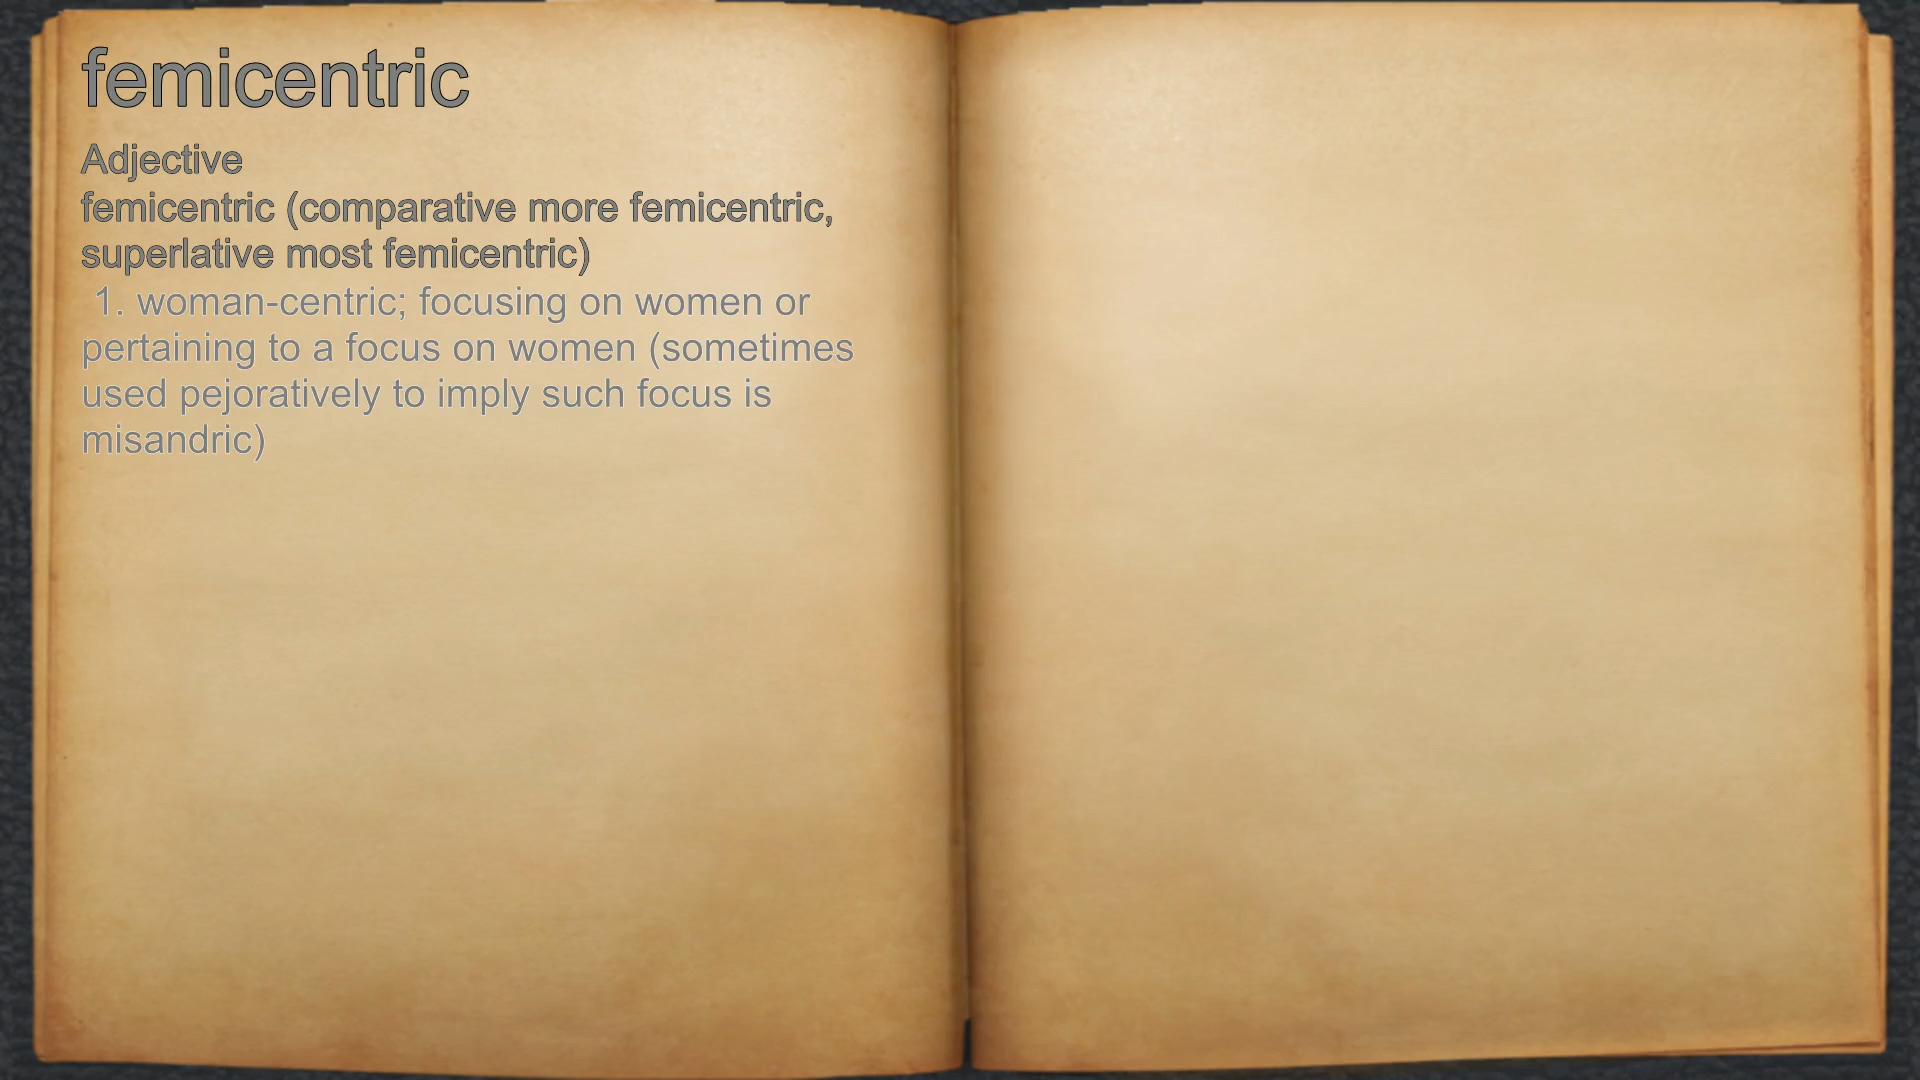 femicentric
Adjective
femicentric (comparative more femicentric,
superlative most femicentric)
1. woman-centric; focusing on women or
pertaining to a focus on women (sometimes
used pejoratively to imply such focus is
misandric)